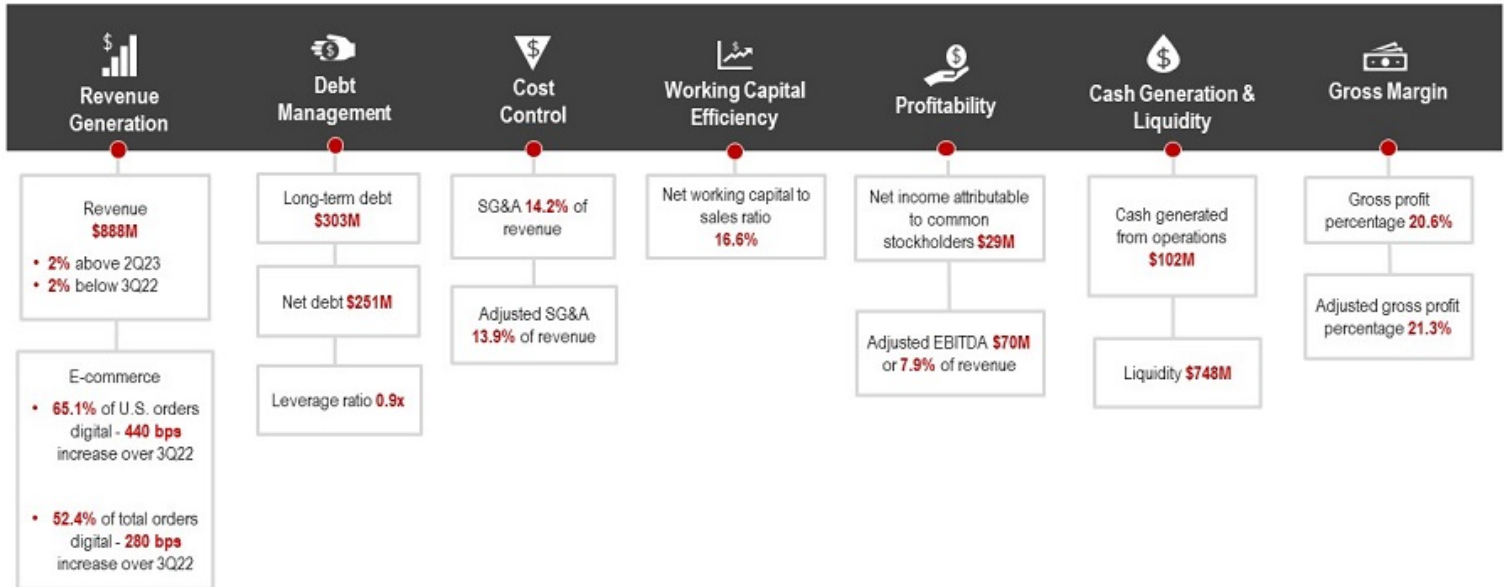 Revenue
Generation
Revenue
$888M
• 2% above 2Q23
• 2% below 3Q22
E-commerce
• 65.1% of U.S. orders
digital - 440 bps
increase over 3Q22
• 52.4% of total orders
digital - 280 bps
increase over 3Q22
Debt
Management
Long-term debt
$303M
Net debt $251M
Leverage ratio 0.9x
Cost
Control
SG&A 14.2% of
revenue
Adjusted SG&A
13.9% of revenue
Working Capital
Efficiency
Net working capital to
sales ratio
16.6%
Profitability
Net income attributable
to common
stockholders $29M
Adjusted EBITDA $70M
or 7.9% of revenue
Cash Generation &
Liquidity
Cash generated
from operations
$102M
Liquidity $748M
Gross Margin
Gross profit
percentage 20.6%
Adjusted gross profit
percentage 21.3%